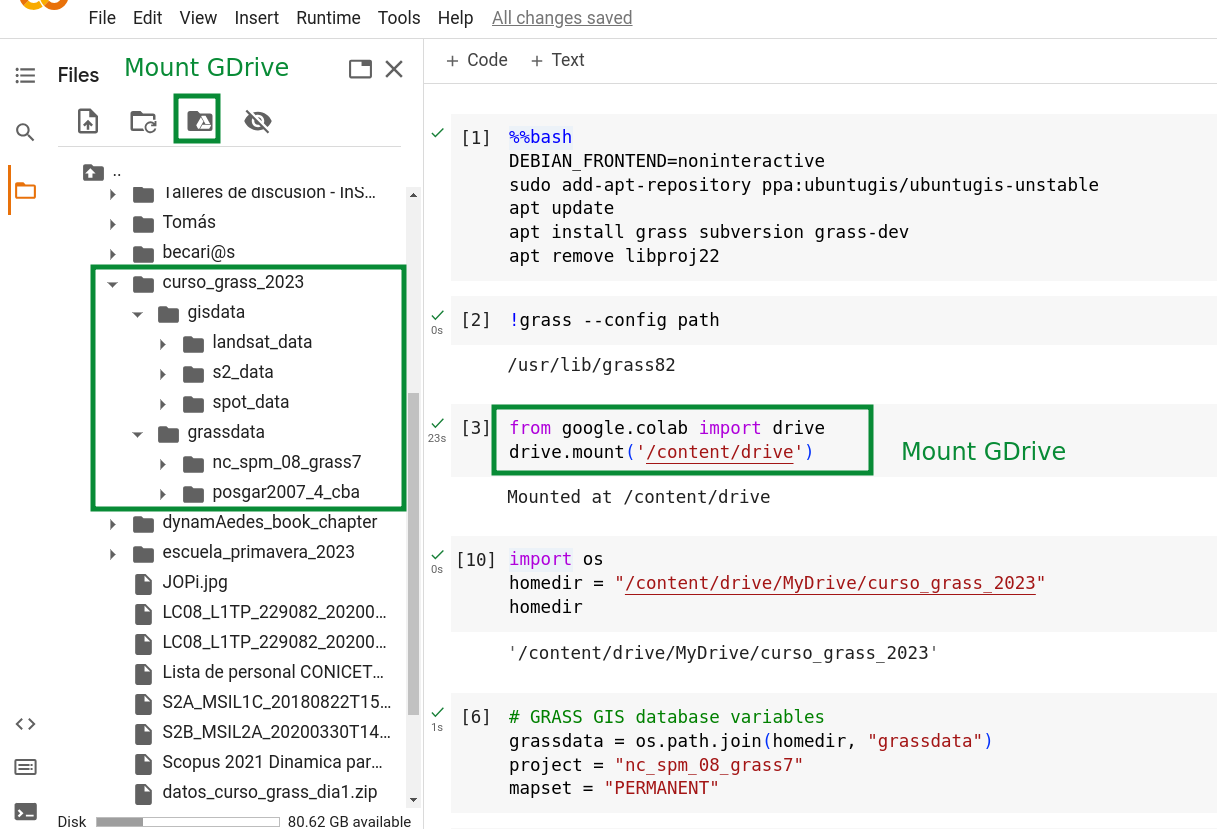 File Edit View Insert Runtime Tools Help All changes saved
Files Mount GDrive
..
Talleres de discusión - InS...
Tomás
becari@s
curso_grass_2023
gisdata
landsat_data
s2_data
spot_data
grassdata
nc_spm_08_grass7
posgar2007_4_cba
dynamAedes_book_chapter
escuela_primavera_2023
JOPi.jpg
LC08_L1TP_229082_20200...
LC08_L1TP_229082_20200...
Lista de personal CONICET...
S2A_MSIL1C_20180822T15...
S2B_MSIL2A_20200330T14...
Scopus 2021 Dinamica par...
datos_curso_grass_dia1.zip
Disk 80.62 GB available
+ Code + Text
[1] %%bash
DEBIAN_FRONTEND=noninteractive
sudo add-apt-repository ppa:ubuntugis/ubuntugis-unstable
apt update
apt install grass subversion grass-dev
apt remove libproj22
0s [2] !grass --config path
/usr/lib/grass82
23s [3] from google.colab import drive
drive.mount('/content/drive')
Mount GDrive
Mounted at /content/drive
0s [10] import os
homedir = "/content/drive/MyDrive/curso_grass_2023"
homedir
'/content/drive/MyDrive/curso_grass_2023'
1s [6] # GRASS GIS database variables
grassdata = os.path.join(homedir, "grassdata")
project = "nc_spm_08_grass7"
mapset = "PERMANENT"